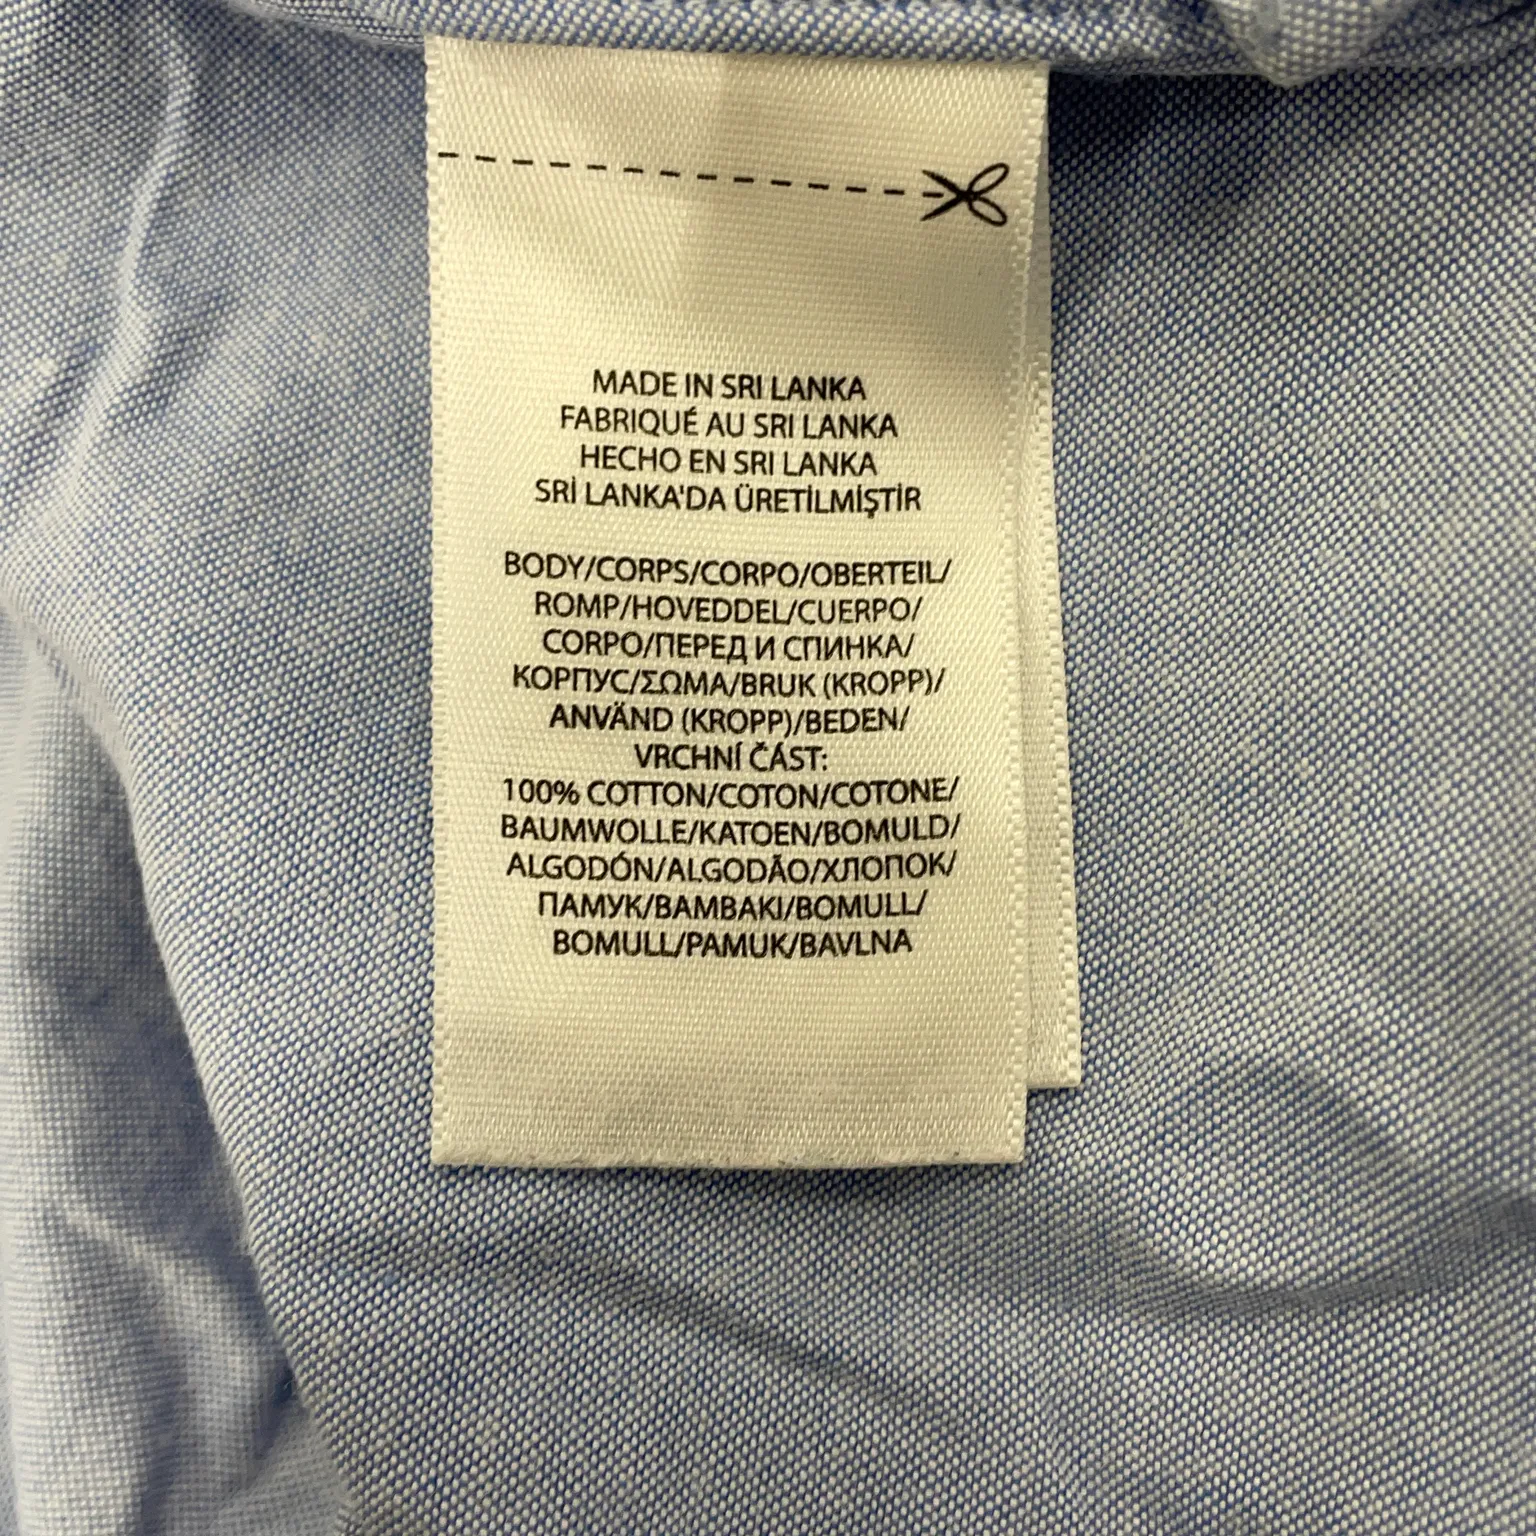 MADE IN SRI LANKA
FABRIQUÉ AU SRI LANKA
HECHO EN SRI LANKA
SRİ LANKA'DA ÜRETİLMİŞTİR
BODY/CORPS/CORPO/OBERTEIL/
ROMP/HOVEDDEL/CUERPO/
CORPO/ПЕРЕД И СПИНКА/
КОРПУС/ΣΩΜΑ/BRUK (KROPP)/
ANVÄND (KROPP)/BEDEN/
VRCHNÍ ČÁST:
100% COTTON/COTON/COTONE/
BAUMWOLLE/KATOEN/BOMULD/
ALGODÓN/ALGODÃO/ХЛОПОК/
ПАМУК/ΒΑΜΒΑΚΙ/BOMULL/
BOMULL/PAMUK/BAVLNA